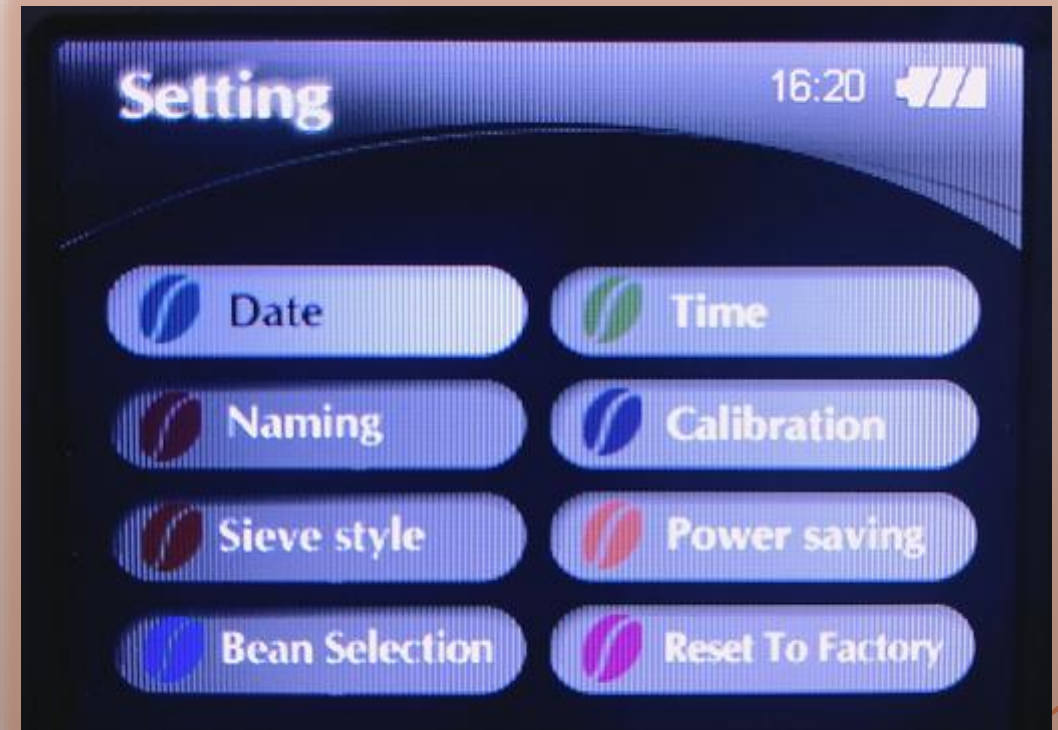 Setting
16:20
Date
Time
Naming
Calibration
Sieve style
Power saving
Bean Selection
Reset To Factory